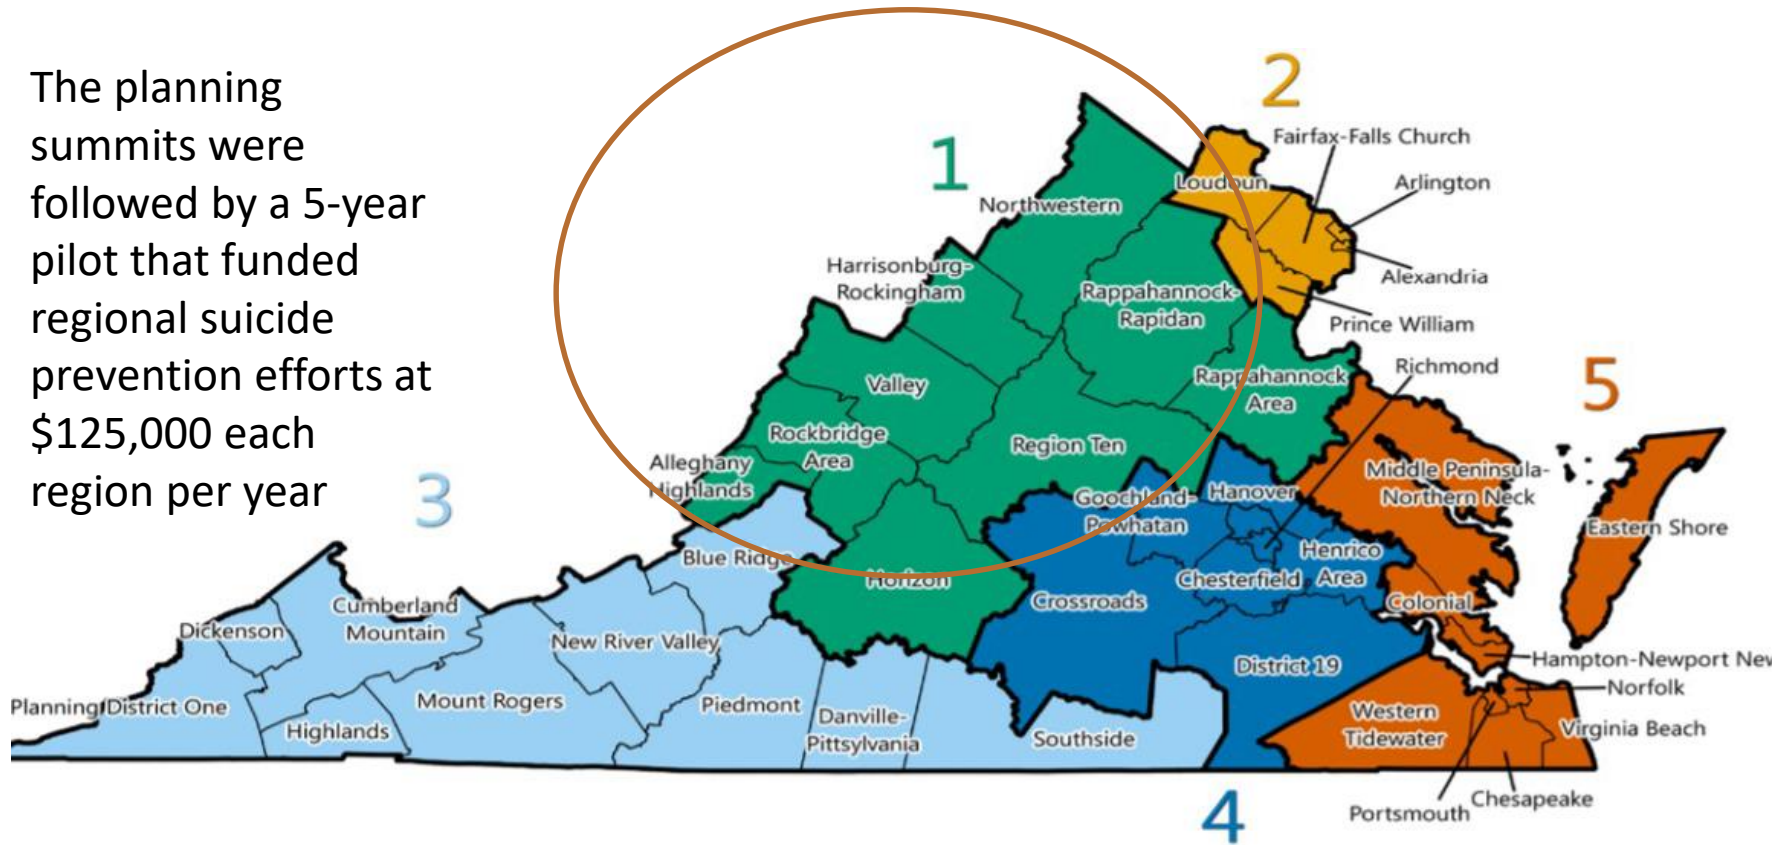 The planning
summits were
followed by a 5-year
pilot that funded
regional suicide
prevention efforts at
$125,000 each
region per year
1
2
3
4
5
Fairfax-Falls Church
Loudoun
Arlington
Alexandria
Prince William
Northwestern
Harrisonburg-
Rockingham
Rappahannock-
Rapidan
Rappahannock
Area
Valley
Rockbridge
Area
Region Ten
Alleghany
Highlands
Horizon
Richmond
Middle Peninsula-
Northern Neck
Eastern Shore
Goochland-
Powhatan
Hanover
Henrico
Area
Chesterfield
Crossroads
District 19
Colonial
Hampton-Newport New
Norfolk
Virginia Beach
Western
Tidewater
Portsmouth
Chesapeake
Blue Ridge
Cumberland
Mountain
Dickenson
New River Valley
Planning District One
Highlands
Mount Rogers
Piedmont
Danville-
Pittsylvania
Southside